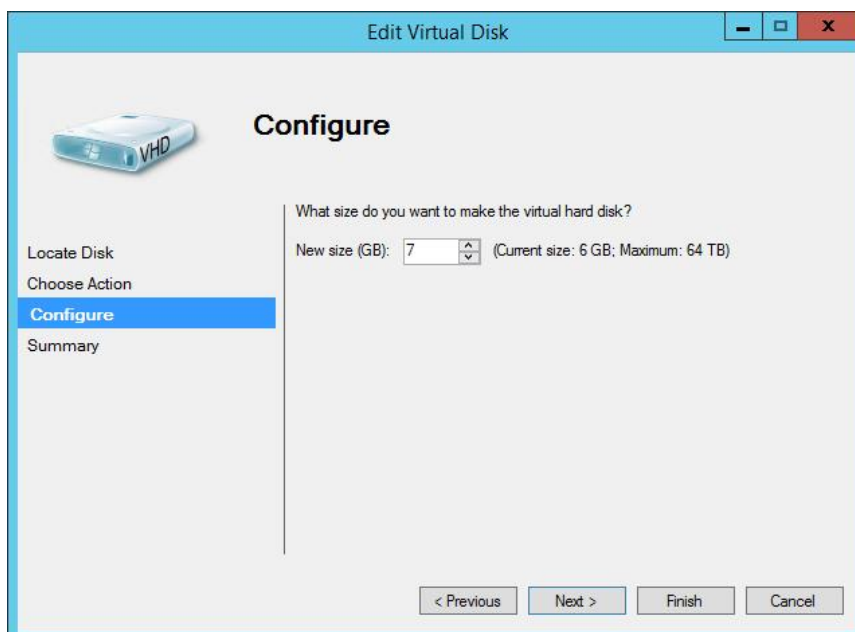 Edit Virtual Disk
VHD
Configure
What size do you want to make the virtual hard disk?
New size (GB): 7 (Current size: 6 GB; Maximum: 64 TB)
Locate Disk
Choose Action
Configure
Summary
< Previous Next > Finish Cancel